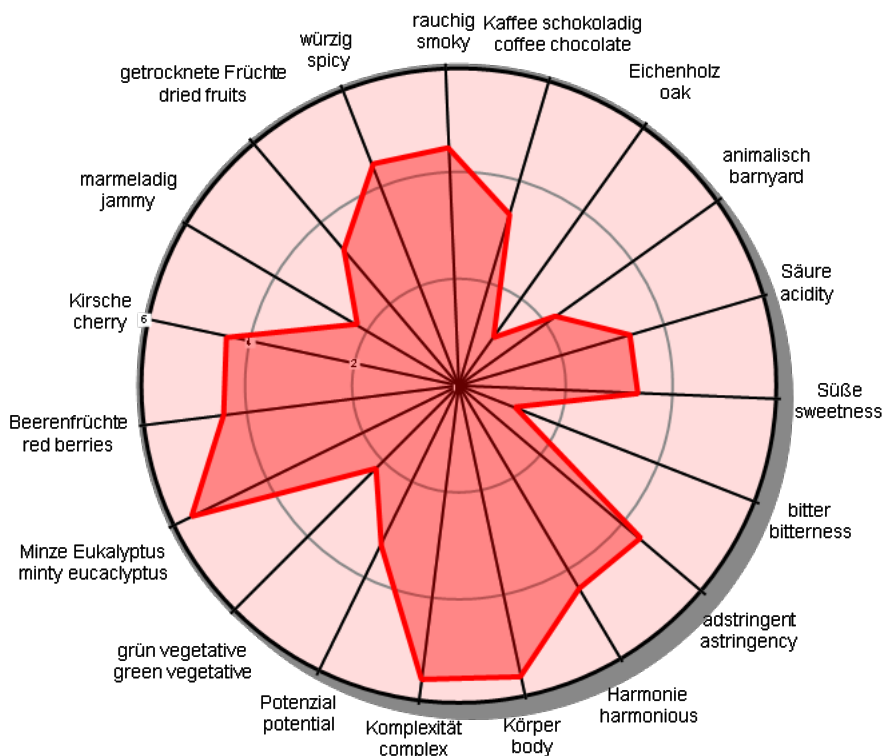 rauchig
smoky
Kaffee schokoladig
coffee chocolate
Eichenholz
oak
animalisch
barnyard
Säure
acidity
Süße
sweetness
bitter
bitterness
adstringent
astringency
Harmonie
harmonious
Körper
body
Komplexität
complex
Potenzial
potential
grün vegetative
green vegetative
Minze Eukalyptus
minty eucaclyptus
Beerenfrüchte
red berries
Kirsche
cherry
marmeladig
jammy
getrocknete Früchte
dried fruits
würzig
spicy
6
4
2